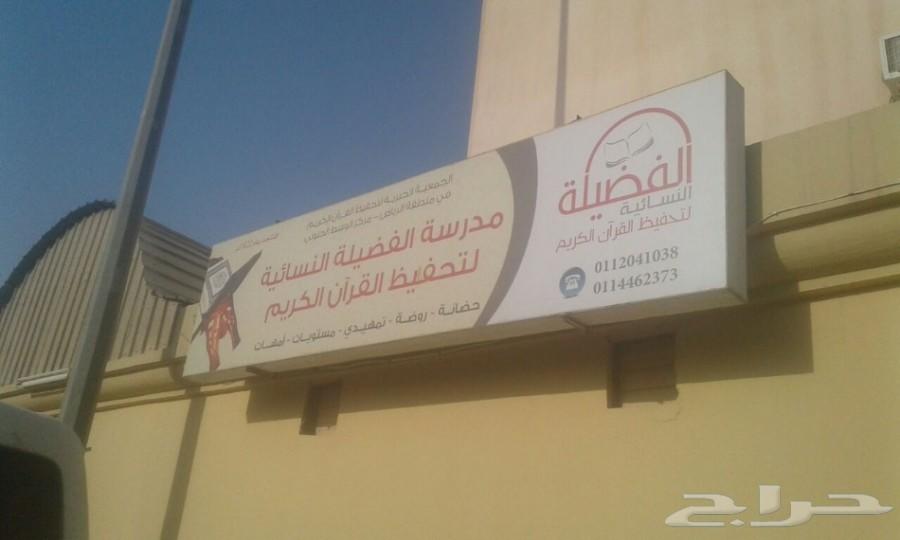 الفضيلة
النسائية
لتحفيظ القرآن الكريم
0112041038
0114462373
الجمعية الخيرية لتحفيظ القرآن الكريم
في منطقة الرياض - مركز الوسط الجنوبي
مدرسة الفضيلة النسائية
لتحفيظ القرآن الكريم
حضانة - روضة - تمهيدي - مستويات - أمهات
حراج